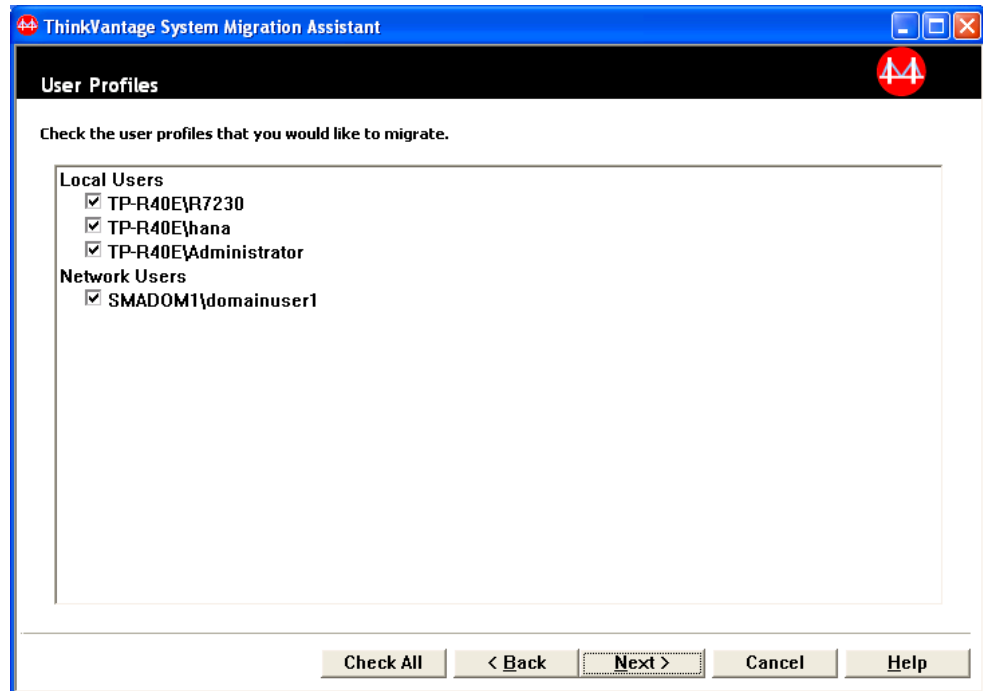 ThinkVantage System Migration Assistant
User Profiles
Check the user profiles that you would like to migrate.
Local Users
TP-R40E\R7230
TP-R40E\hana
TP-R40E\Administrator
Network Users
SMADOM1\domainuser1
Check All
< Back
Next >
Cancel
Help